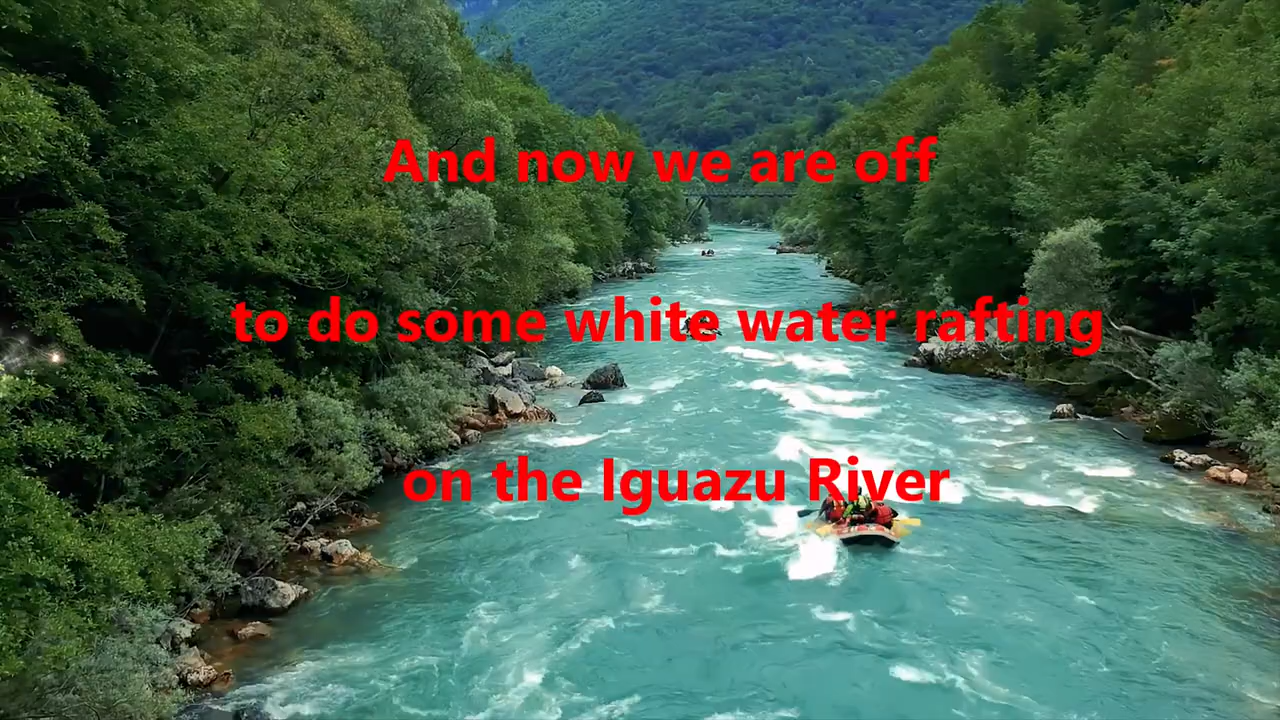 And now we are off
to do some white water rafting
on the Iguazu River